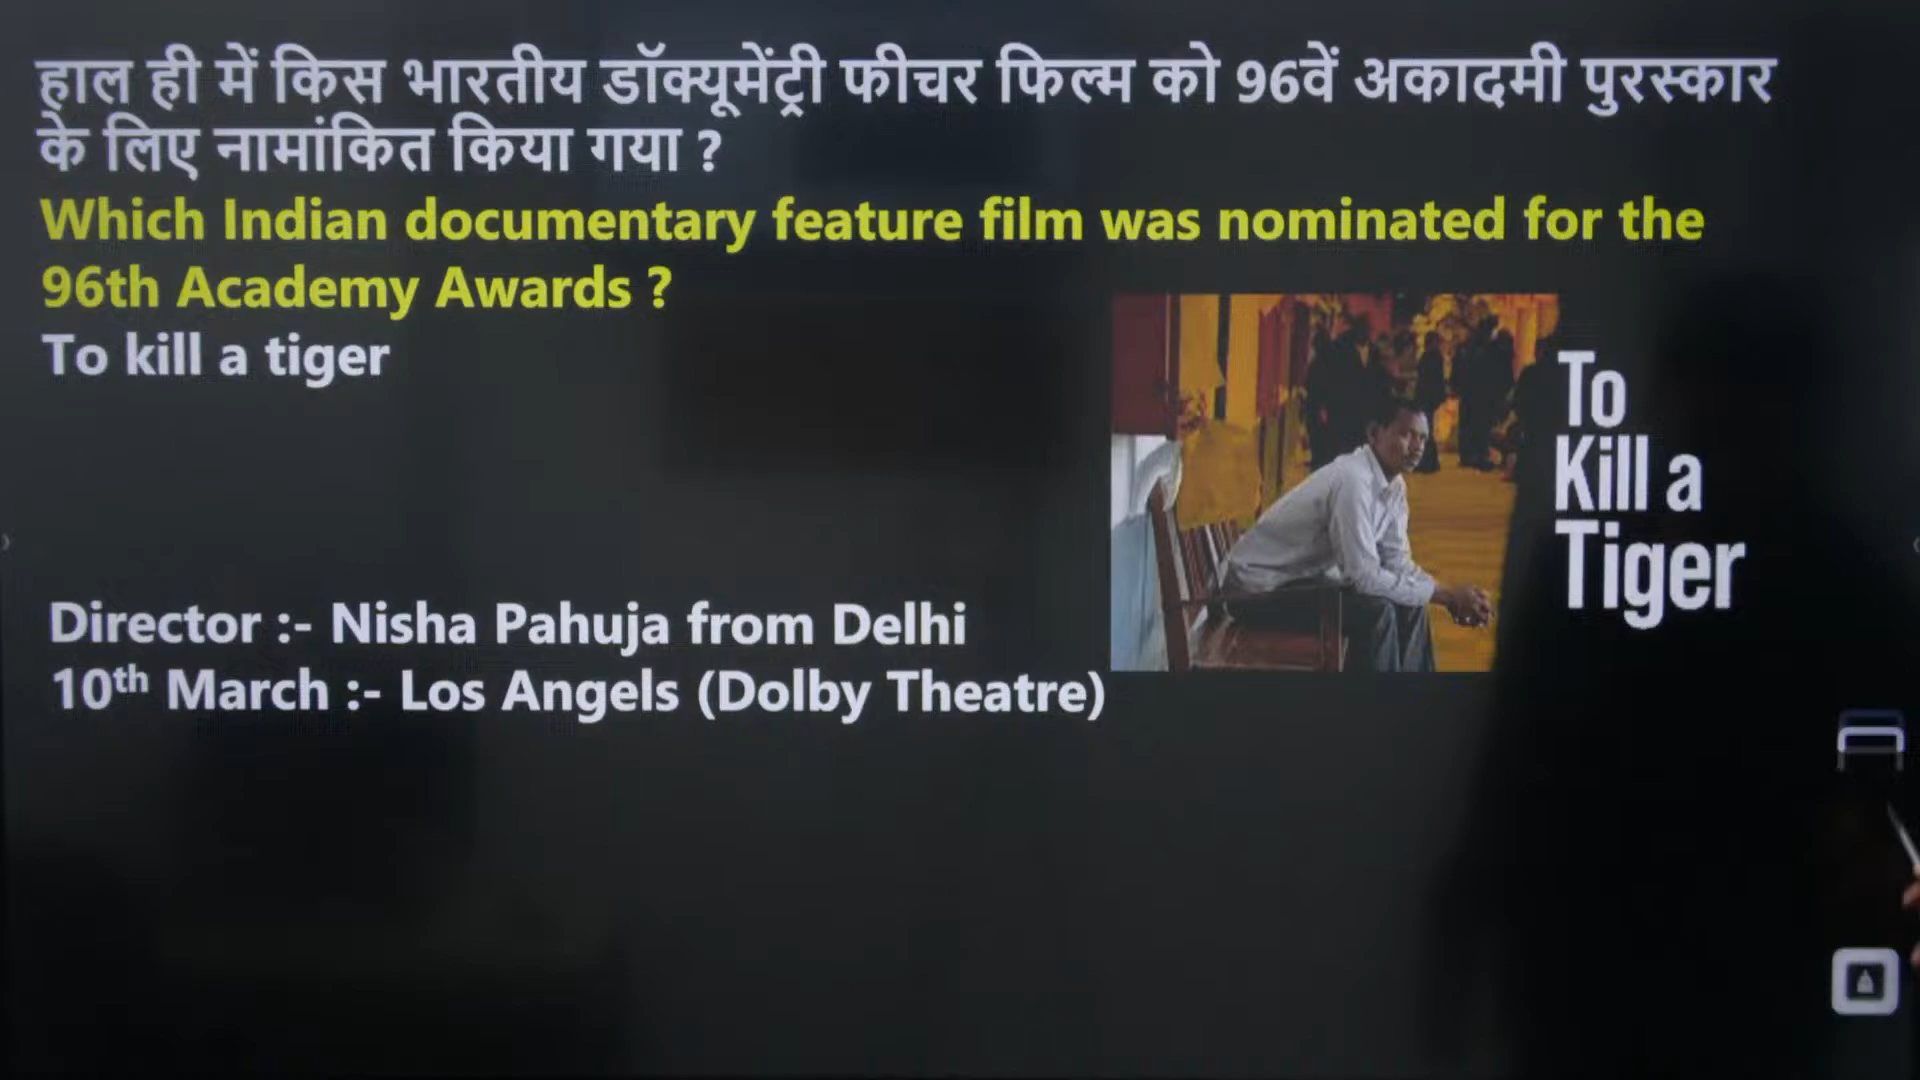 हाल ही में किस भारतीय डॉक्यूमेंट्री फीचर फिल्म को 96वें अकादमी पुरस्कार
के लिए नामांकित किया गया ?
Which Indian documentary feature film was nominated for the
96th Academy Awards ?
To kill a tiger
To
Kill a
Tiger
Director :- Nisha Pahuja from Delhi
10th March :- Los Angels (Dolby Theatre)